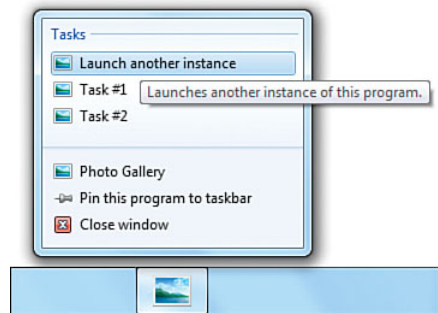 Tasks
Launch another instance
Task #1
Launches another instance of this program.
Task #2
Photo Gallery
Pin this program to taskbar
Close window